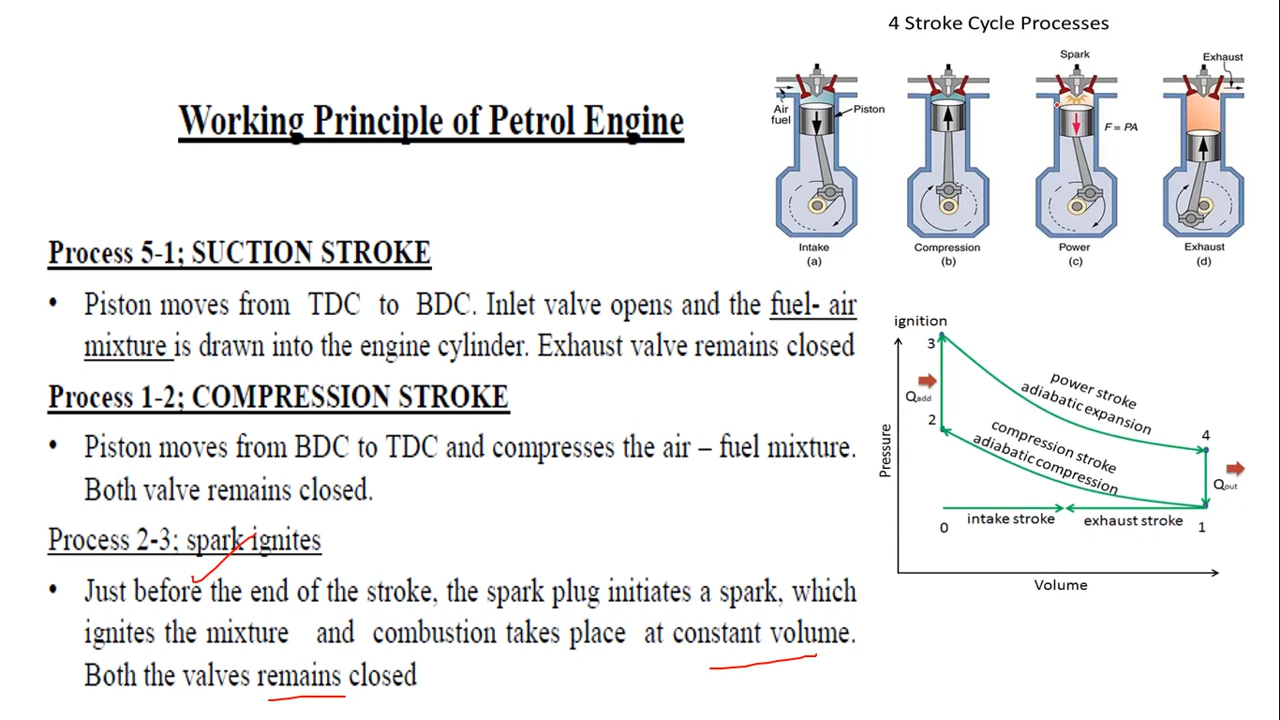 4 Stroke Cycle Processes
Working Principle of Petrol Engine
Spark
Exhaust
Air
fuel
Piston
F = PA
Intake
(a)
Compression
(b)
Power
(c)
Exhaust
(d)
Process 5-1; SUCTION STROKE
• Piston moves from TDC to BDC. Inlet valve opens and the fuel- air
mixture is drawn into the engine cylinder. Exhaust valve remains closed
Process 1-2; COMPRESSION STROKE
• Piston moves from BDC to TDC and compresses the air – fuel mixture.
Both valve remains closed.
Process 2-3; spark ignites
• Just before the end of the stroke, the spark plug initiates a spark, which
ignites the mixture and combustion takes place at constant volume.
Both the valves remains closed
ignition
3
Qadd
2
power stroke
adiabatic expansion
compression stroke
adiabatic compression
4
Qout
Pressure
intake stroke
exhaust stroke
0
1
Volume